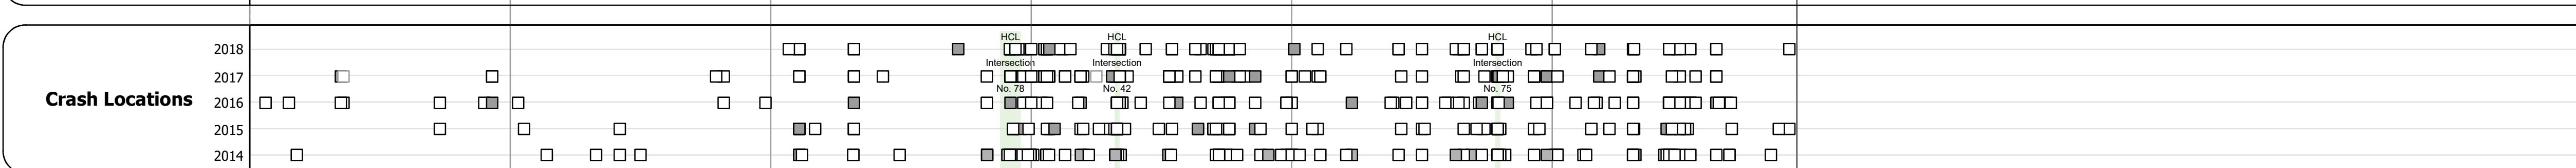 HCL HCL HCL
2018
Intersection Intersection Intersection
2017
No. 78 No. 42 No. 75
Crash Locations 2016
2015
2014